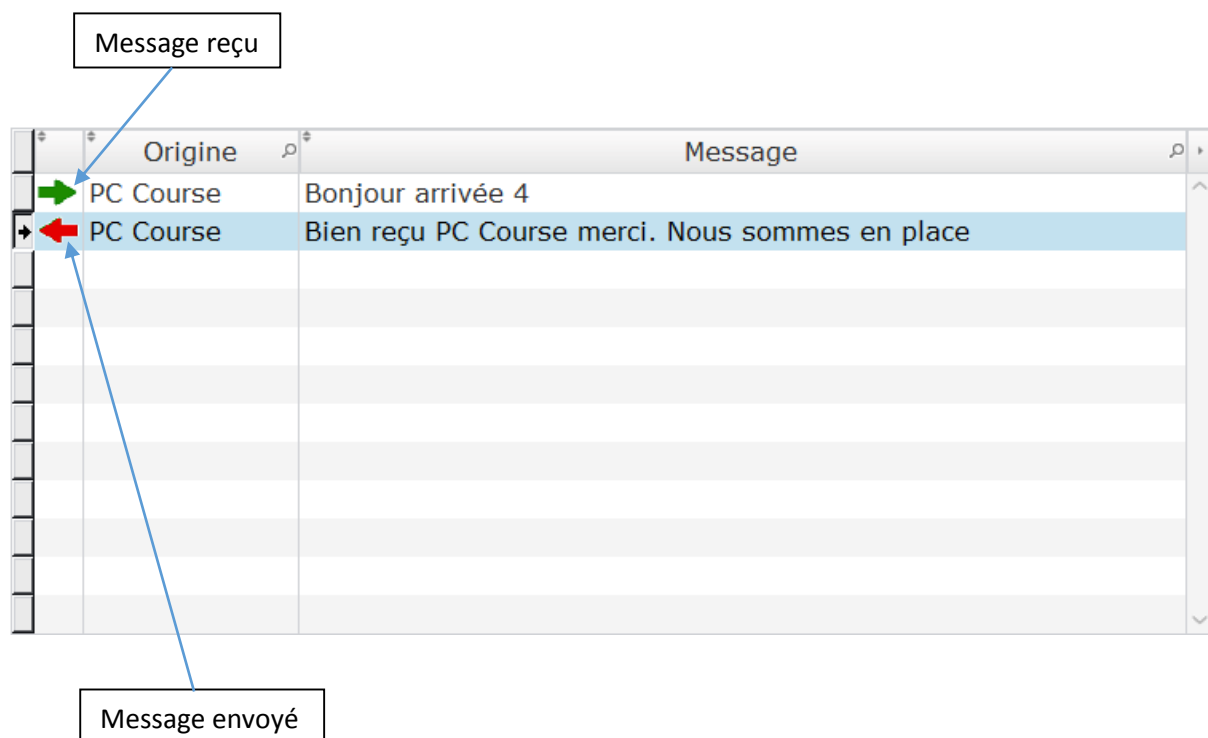 Message reçu
Origine Message
PC Course Bonjour arrivée 4
PC Course Bien reçu PC Course merci. Nous sommes en place
Message envoyé